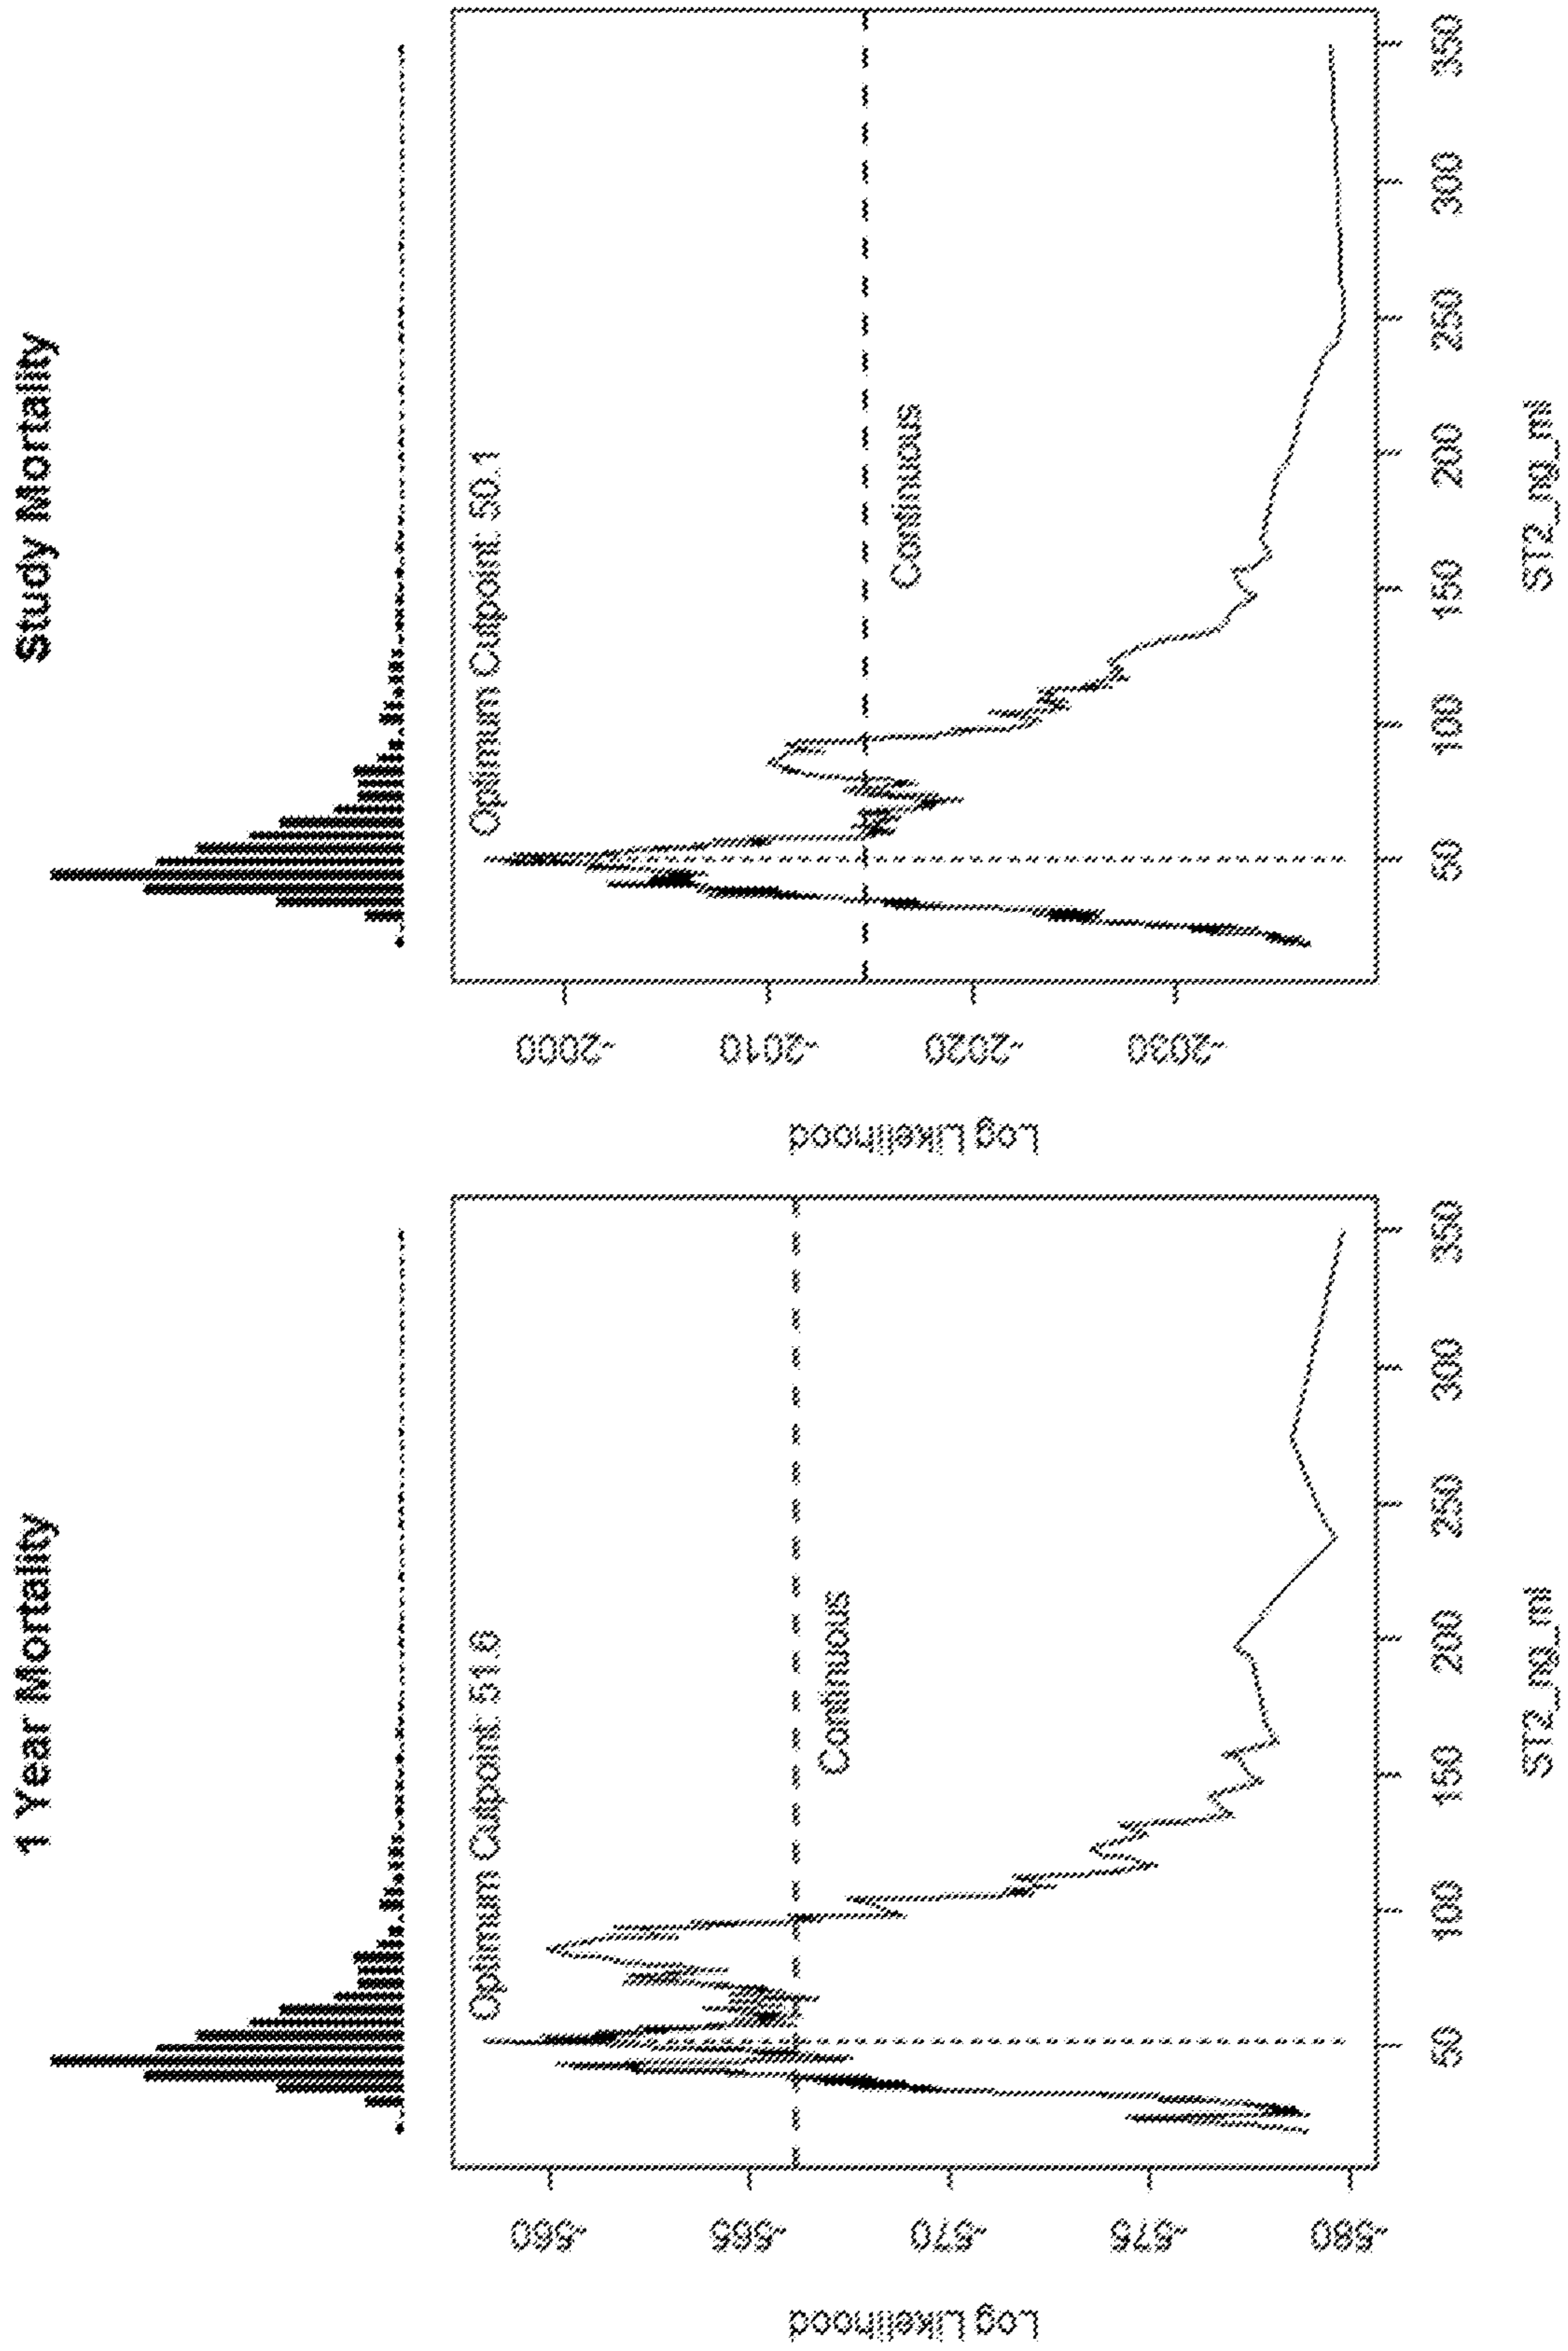 1 Year Mortality
Optimum Cutpoint: 51.6
Continuous
Log Likelihood
-560
-565
-570
-575
-580
50
100
150
200
250
300
350
ST2_ng_ml
Study Mortality
Optimum Cutpoint: 50.1
Continuous
Log Likelihood
-2000
-2010
-2020
-2030
50
100
150
200
250
300
350
ST2_ng_ml